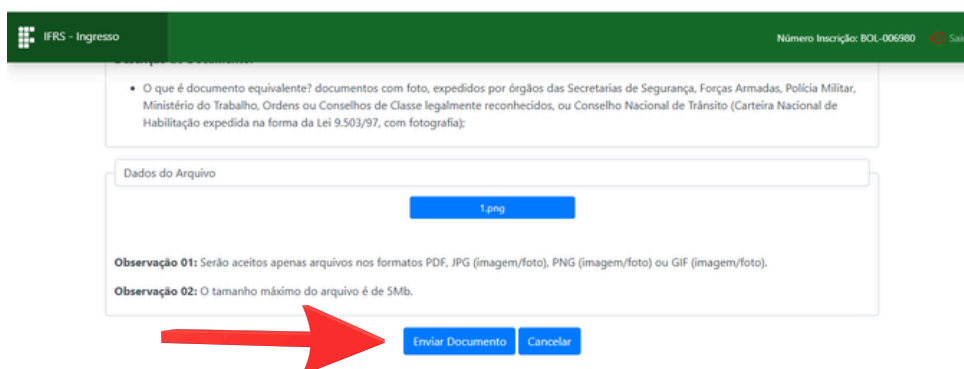 IFRS - Ingresso
Número Inscrição: BOL-006980 Sair
• O que é documento equivalente? documentos com foto, expedidos por órgãos das Secretarias de Segurança, Forças Armadas, Polícia Militar,
Ministério do Trabalho, Ordens ou Conselhos de Classe legalmente reconhecidos, ou Conselho Nacional de Trânsito (Carteira Nacional de
Habilitação expedida na forma da Lei 9.503/97, com fotografia);
Dados do Arquivo
1.png
Observação 01: Serão aceitos apenas arquivos nos formatos PDF, JPG (imagem/foto), PNG (imagem/foto) ou GIF (imagem/foto).
Observação 02: O tamanho máximo do arquivo é de 5Mb.
Enviar Documento Cancelar